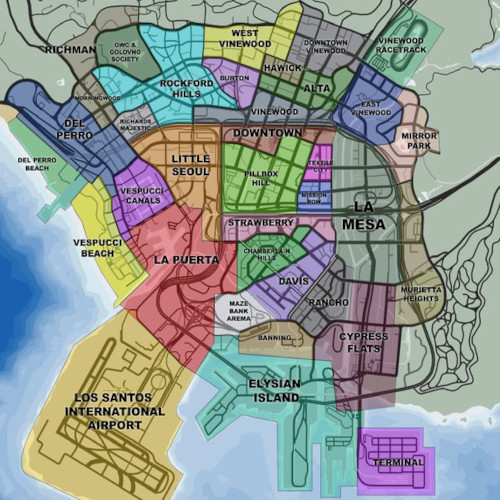 WEST
VINEWOOD
RICHMAN
GWC &
GOLOVNG
SOCIETY
DOWNTOWN
VINEWOOD
VINEWOOD
RACETRACK
HAWICK
BURTON
ROCKFORD
HILLS
ALTA
MORNINGWOOD
EAST
VINEWOOD
VINEWOOD
DEL
PERRO
RICHARDS
MAJESTIC
DOWNTOWN
MIRROR
PARK
DEL PERRO
BEACH
LITTLE
SEOUL
TEXTILE
CITY
PILLBOX
HILL
VESPUCCI
CANALS
MISSION
ROW
LA
MESA
STRAWBERRY
VESPUCCI
BEACH
LA PUERTA
CHAMBERLAIN
HILLS
DAVIS
MURIETTA
HEIGHTS
RANCHO
MAZE
BANK
AREMA
BANNING
CYPRESS
FLATS
ELYSIAN
ISLAND
LOS SANTOS
INTERNATIONAL
AIRPORT
TERMINAL